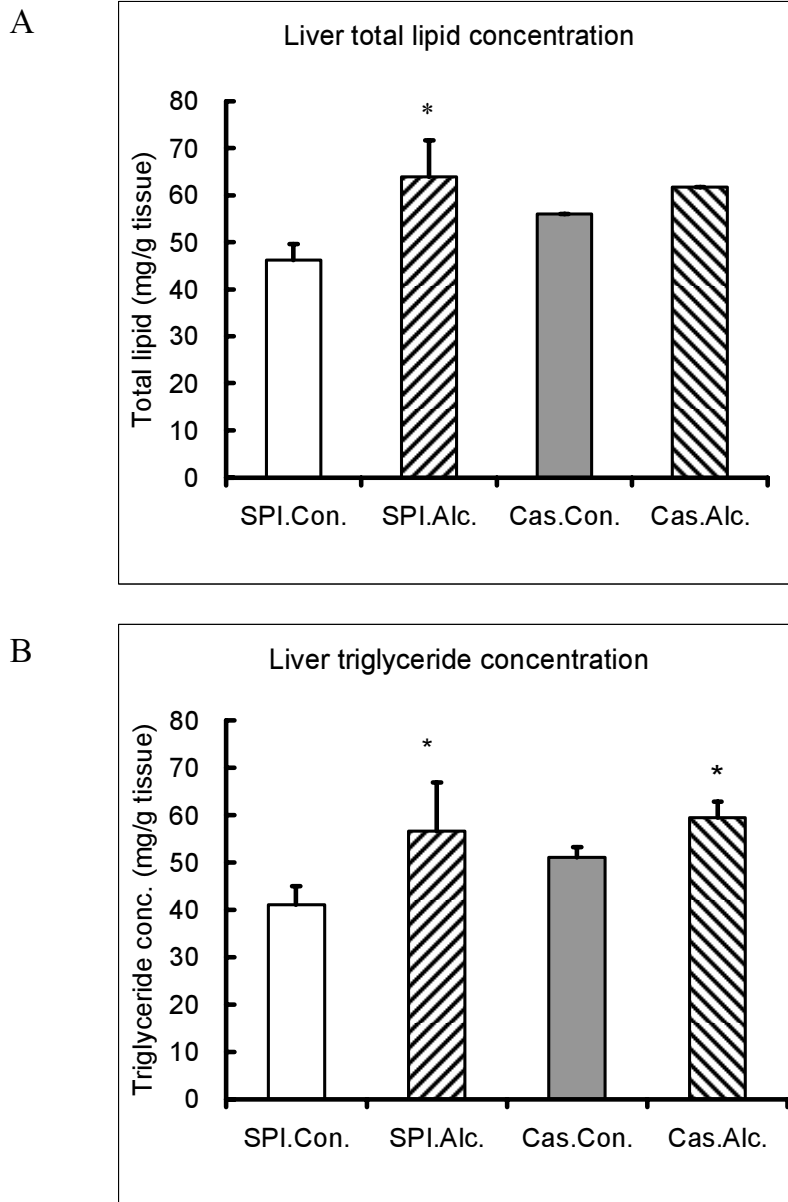 A
Liver total lipid concentration
Total lipid (mg/g tissue)
80
70
60
50
40
30
20
10
0
*
SPI.Con. SPI.Alc. Cas.Con. Cas.Alc.
B
Liver triglyceride concentration
Triglyceride conc. (mg/g tissue)
80
70
60
50
40
30
20
10
0
* *
SPI.Con. SPI.Alc. Cas.Con. Cas.Alc.